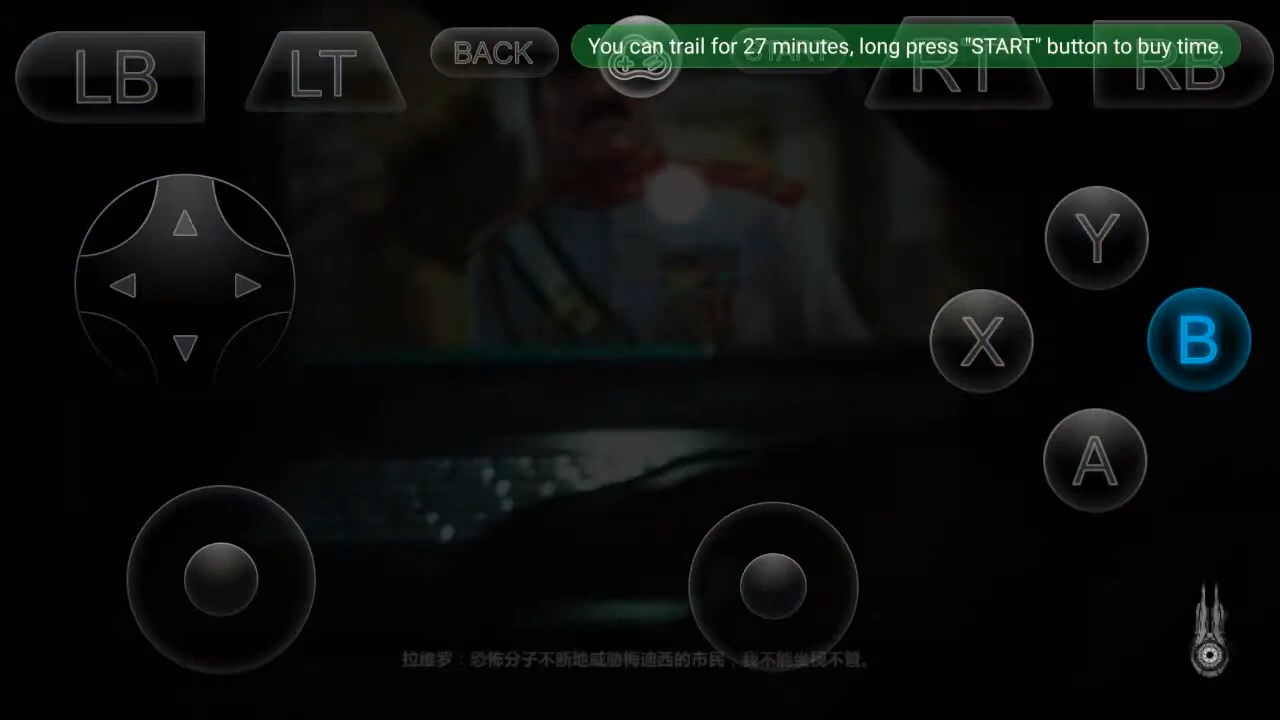 LB
LT
BACK
START
You can trail for 27 minutes, long press "START" button to buy time.
RT
RB
Y
X
B
A
拉维罗：恐怖分子不断地威胁梅迪西的市民，我不能坐视不管。